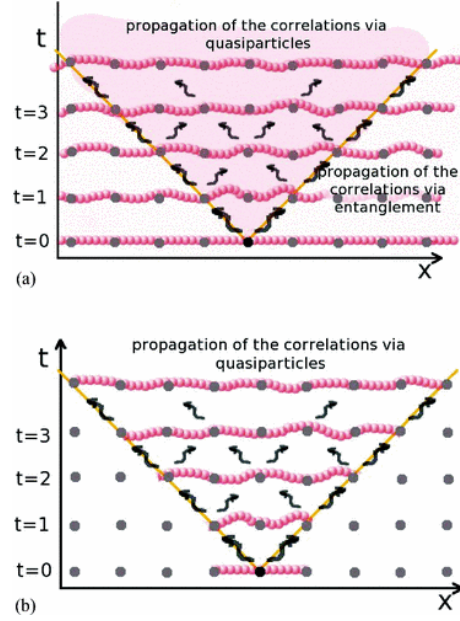 t
propagation of the correlations via
quasiparticles
t=3
t=2
propagation of the
correlations via
entanglement
t=1
t=0
x
(a)
t
propagation of the correlations via
quasiparticles
t=3
t=2
t=1
t=0
x
(b)